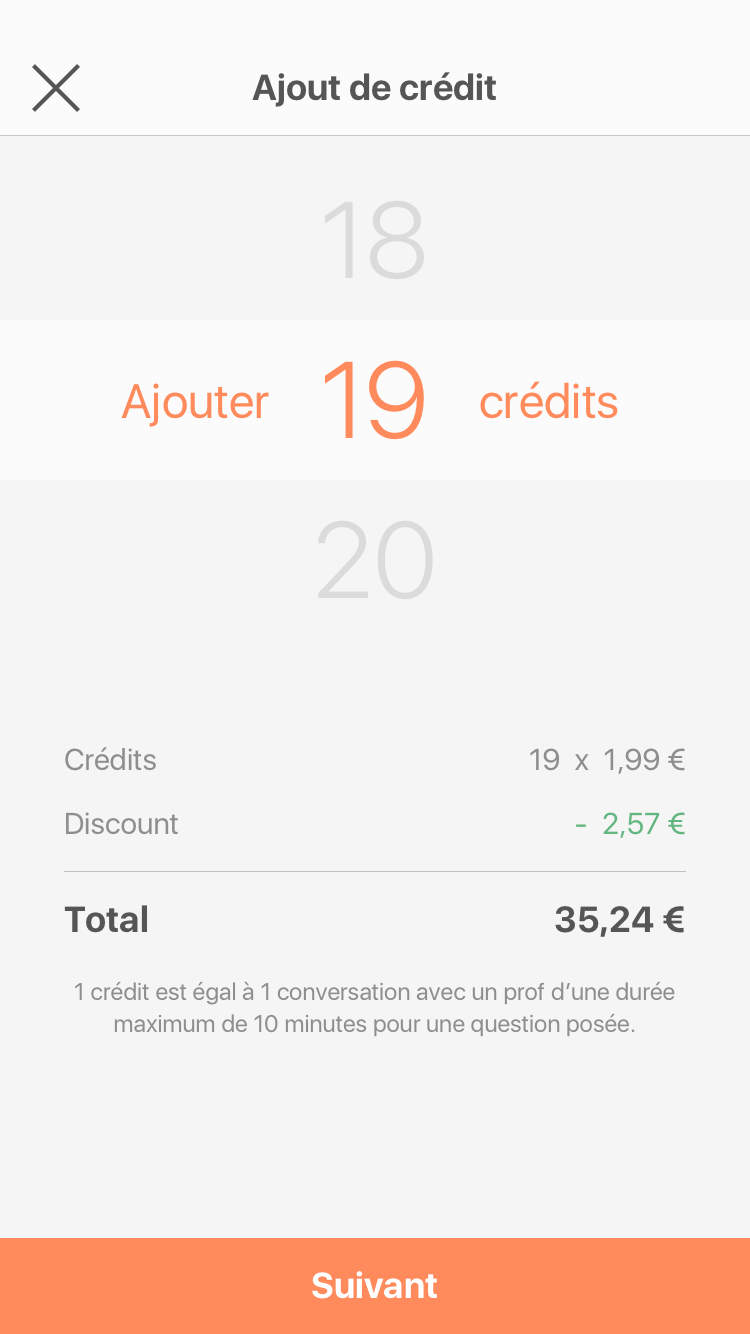 Ajout de crédit
18
Ajouter 19 crédits
20
Crédits 19 x 1,99 €
Discount - 2,57 €
Total 35,24 €
1 crédit est égal à 1 conversation avec un prof d’une durée
maximum de 10 minutes pour une question posée.
Suivant